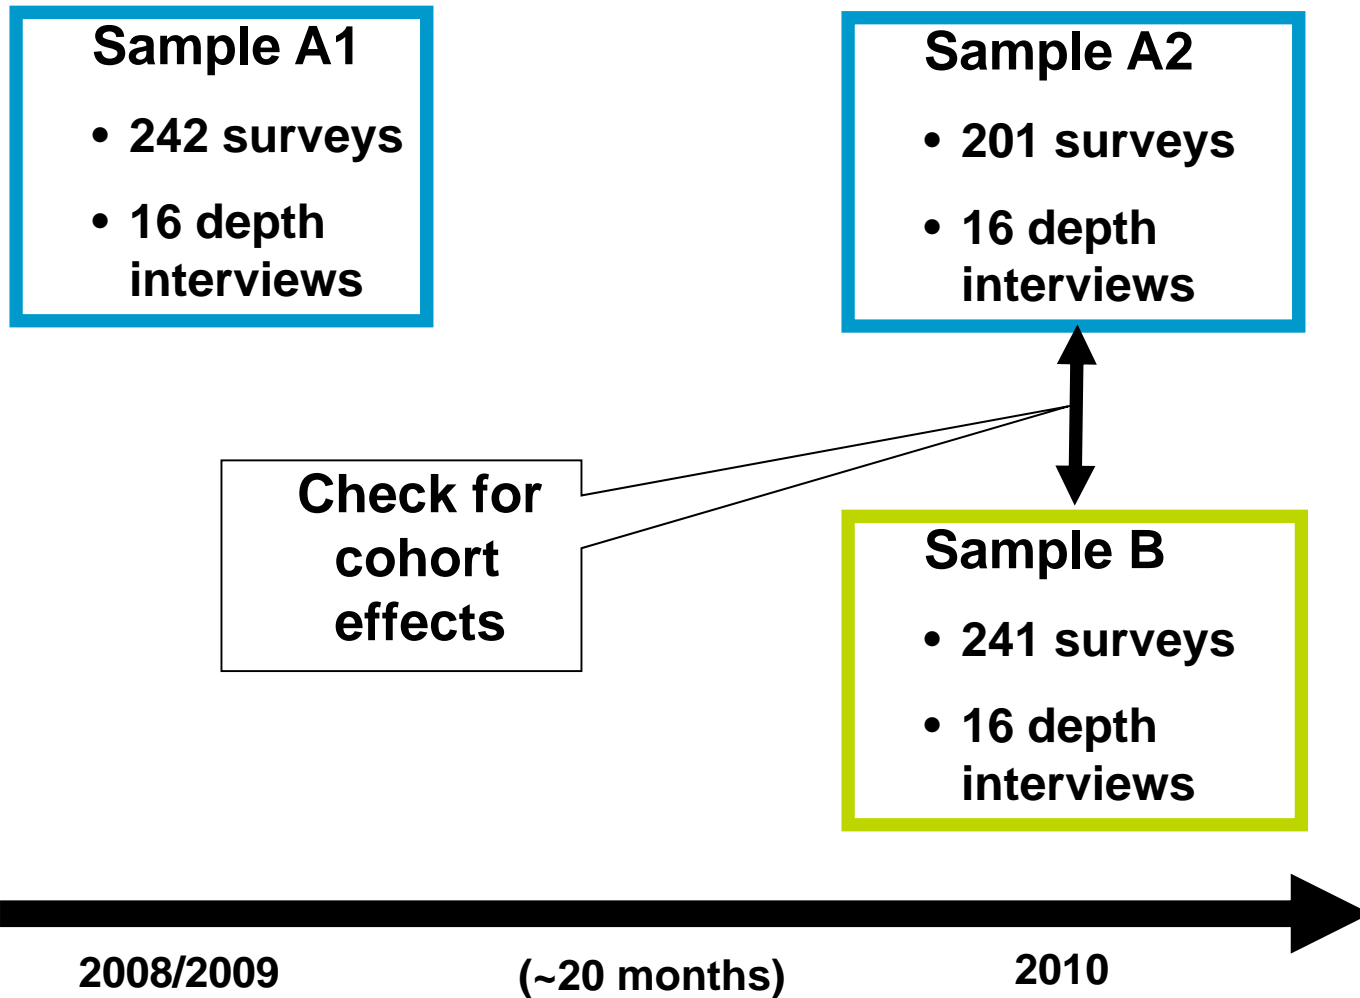 Sample A1
• 242 surveys
• 16 depth
interviews
Sample A2
• 201 surveys
• 16 depth
interviews
Check for
cohort
effects
Sample B
• 241 surveys
• 16 depth
interviews
2008/2009
(~20 months)
2010